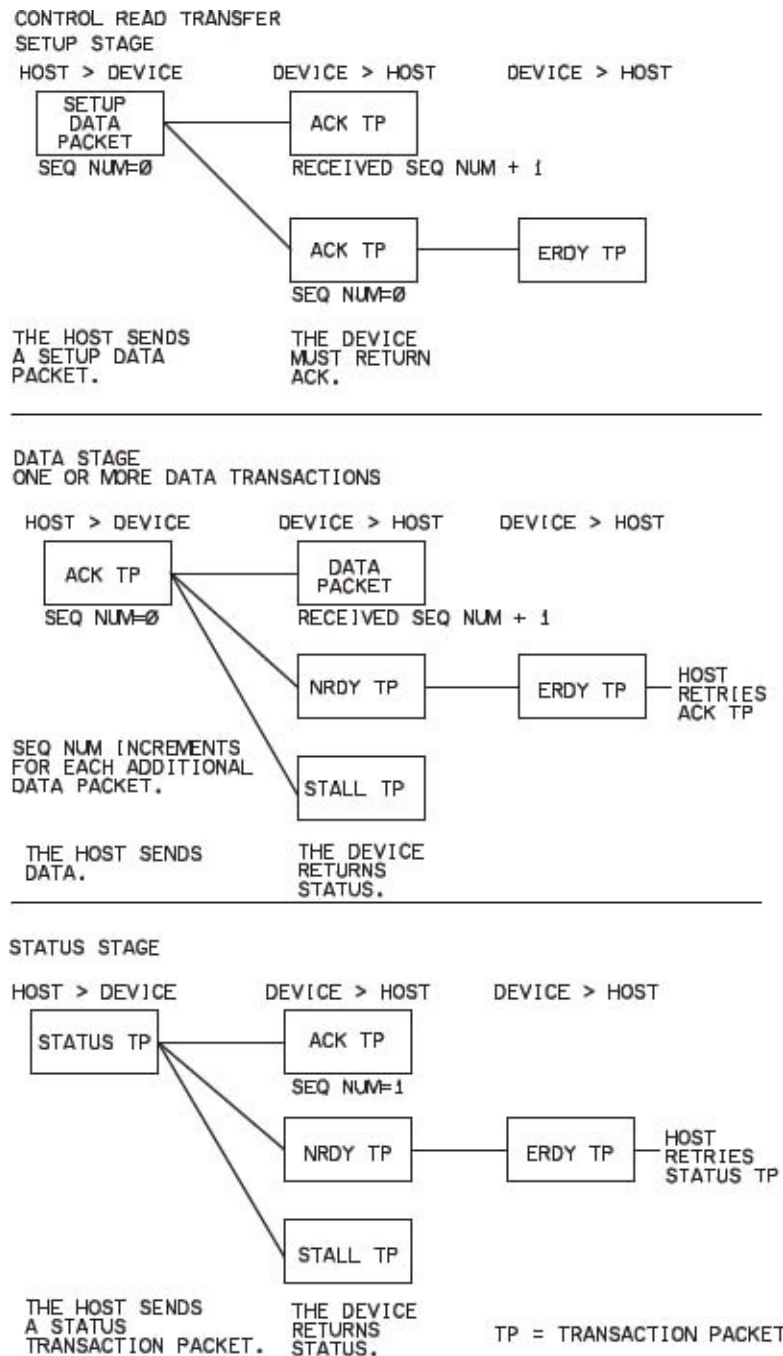 CONTROL READ TRANSFER
SETUP STAGE
HOST > DEVICE DEVICE > HOST DEVICE > HOST
SETUP
DATA
PACKET
ACK TP
SEQ NUM=0
RECEIVED SEQ NUM + 1
ACK TP
ERDY TP
SEQ NUM=0
THE HOST SENDS
A SETUP DATA
PACKET.
THE DEVICE
MUST RETURN
ACK.
DATA STAGE
ONE OR MORE DATA TRANSACTIONS
HOST > DEVICE DEVICE > HOST DEVICE > HOST
ACK TP
DATA
PACKET
SEQ NUM=0
RECEIVED SEQ NUM + 1
NRDY TP
ERDY TP
HOST
RETRIES
ACK TP
SEQ NUM INCREMENTS
FOR EACH ADDITIONAL
DATA PACKET.
STALL TP
THE HOST SENDS
DATA.
THE DEVICE
RETURNS
STATUS.
STATUS STAGE
HOST > DEVICE DEVICE > HOST DEVICE > HOST
STATUS TP
ACK TP
SEQ NUM=1
NRDY TP
ERDY TP
HOST
RETRIES
STATUS TP
STALL TP
THE HOST SENDS
A STATUS
TRANSACTION PACKET.
THE DEVICE
RETURNS
STATUS.
TP = TRANSACTION PACKET